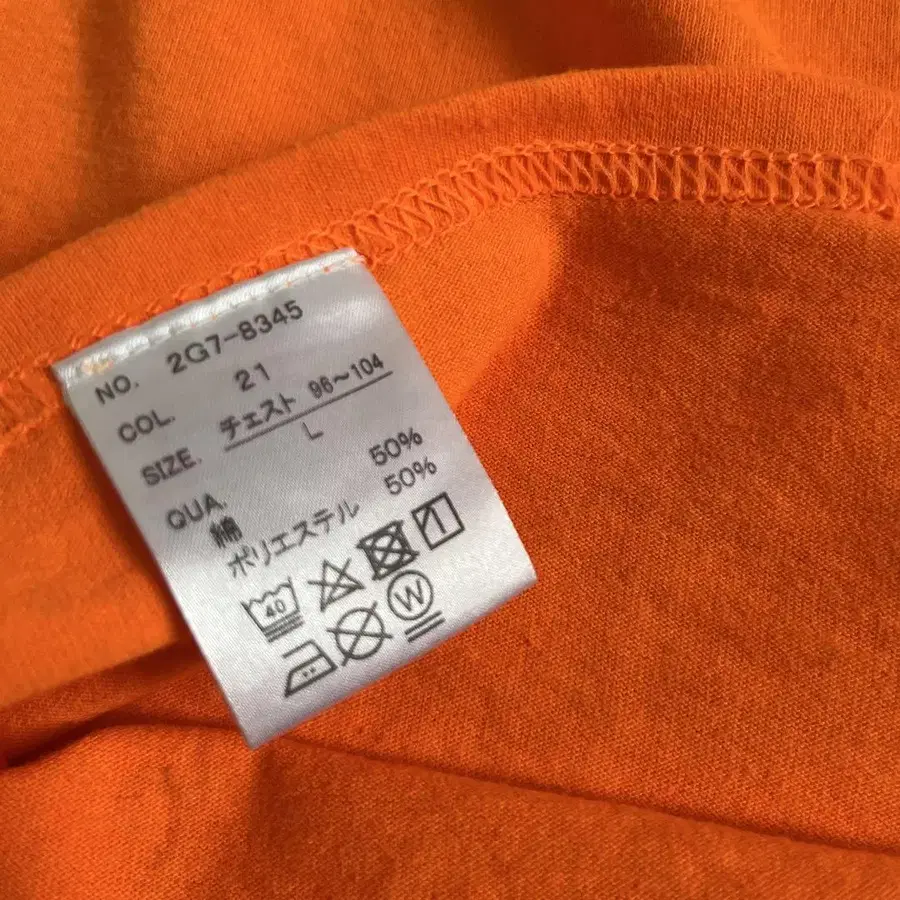 NO. 2G7-8345
COL. 21
SIZE. チェスト 96〜104
L
QUA.
綿 50%
ポリエステル 50%
40
W